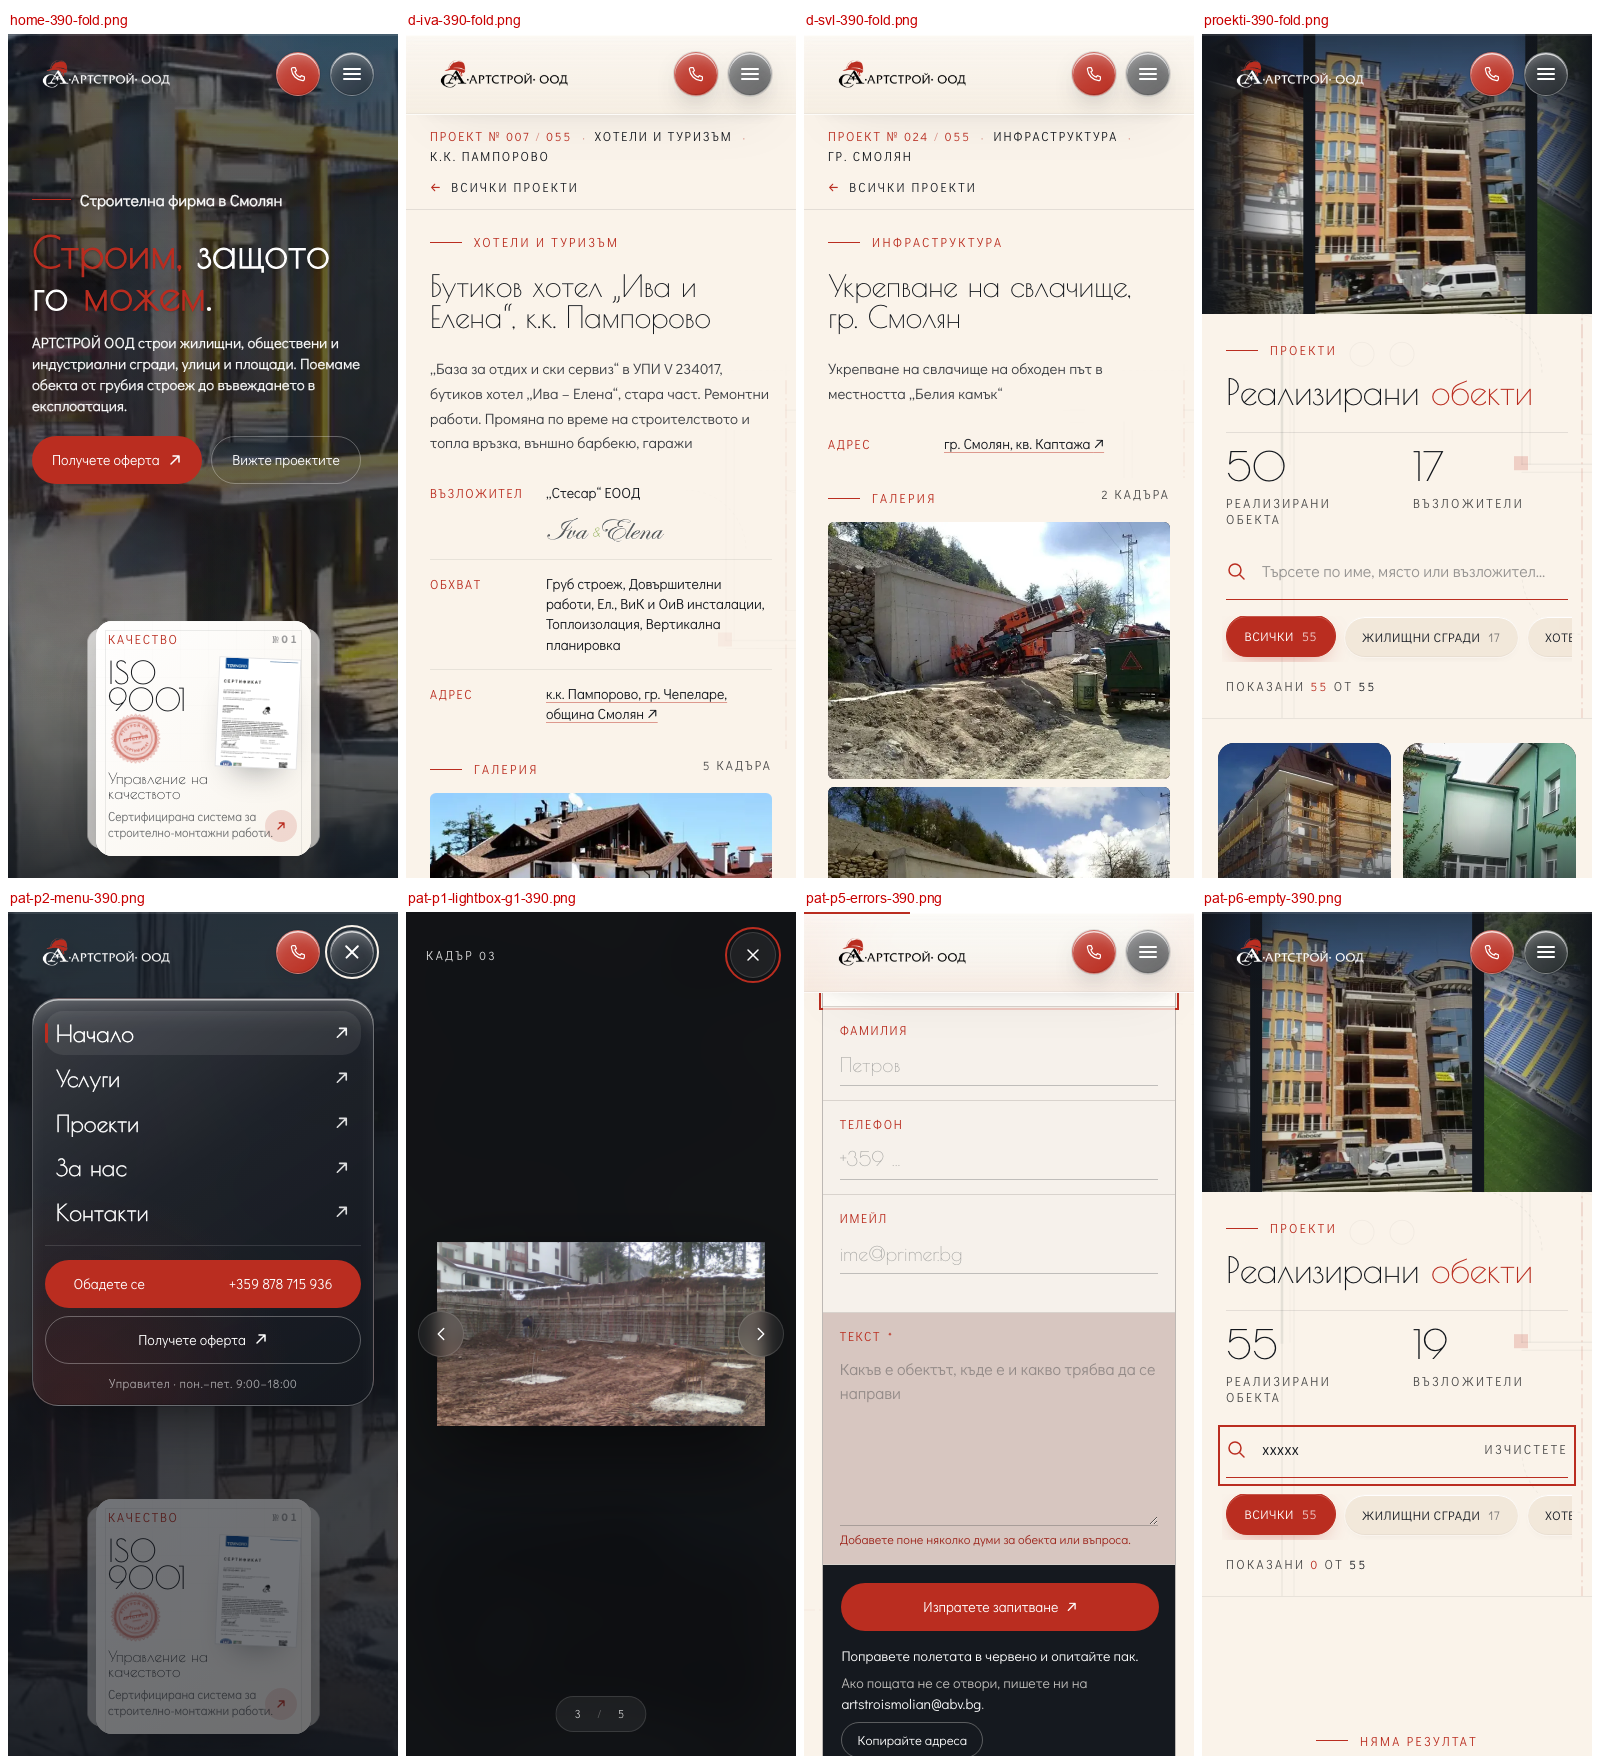 home-390-fold.png
АРТСТРОЙ· ООД
Строителна фирма в Смолян
Строим, защото
го можем.
АРТСТРОЙ ООД строи жилищни, обществени и
индустриални сгради, улици и площади. Поемаме
обекта от грубия строеж до въвеждането в
експлоатация.
Получете оферта
Вижте проектите
КАЧЕСТВО №01
ISO
9001
СЕРТИФИКАТ
Управление на
качеството
Сертифицирана система за
строително-монтажни работи.
d-iva-390-fold.png
АРТСТРОЙ· ООД
ПРОЕКТ № 007 / 055 · ХОТЕЛИ И ТУРИЗЪМ ·
К.К. ПАМПОРОВО
← ВСИЧКИ ПРОЕКТИ
ХОТЕЛИ И ТУРИЗЪМ
Бутиков хотел „Ива и
Елена“, к.к. Пампорово
„База за отдих и ски сервиз“ в УПИ V 234017,
бутиков хотел „Ива – Елена“, стара част. Ремонтни
работи. Промяна по време на строителството и
топла връзка, външно барбекю, гаражи
ВЪЗЛОЖИТЕЛ „Стесар“ ЕООД
Iva & Elena
ОБХВАТ Груб строеж, Довършителни
работи, Ел., ВиК и ОиВ инсталации,
Топлоизолация, Вертикална
планировка
АДРЕС к.к. Пампорово, гр. Чепеларе,
община Смолян ↗
ГАЛЕРИЯ 5 КАДЪРА
d-svl-390-fold.png
АРТСТРОЙ· ООД
ПРОЕКТ № 024 / 055 · ИНФРАСТРУКТУРА ·
ГР. СМОЛЯН
← ВСИЧКИ ПРОЕКТИ
ИНФРАСТРУКТУРА
Укрепване на свлачище,
гр. Смолян
Укрепване на свлачище на обходен път в
местността „Белия камък“
АДРЕС гр. Смолян, кв. Каптажа ↗
ГАЛЕРИЯ 2 КАДЪРА
proekti-390-fold.png
АРТСТРОЙ· ООД
ПРОЕКТИ
Реализирани обекти
50 17
РЕАЛИЗИРАНИ ВЪЗЛОЖИТЕЛИ
ОБЕКТА
Търсете по име, място или възложител...
ВСИЧКИ 55 ЖИЛИЩНИ СГРАДИ 17 ХОТЕ
ПОКАЗАНИ 55 ОТ 55
pat-p2-menu-390.png
АРТСТРОЙ· ООД
Начало
Услуги
Проекти
За нас
Контакти
Обадете се +359 878 715 936
Получете оферта
Управител · пон.–пет. 9:00–18:00
КАЧЕСТВО №01
ISO
9001
СЕРТИФИКАТ
Управление на
качеството
Сертифицирана система за
строително-монтажни работи.
pat-p1-lightbox-g1-390.png
КАДЪР 03
3 / 5
pat-p5-errors-390.png
АРТСТРОЙ· ООД
ФАМИЛИЯ
Петров
ТЕЛЕФОН
+359 ...
ИМЕЙЛ
ime@primer.bg
ТЕКСТ *
Какъв е обектът, къде е и какво трябва да се
направи
Добавете поне няколко думи за обекта или въпроса.
Изпратете запитване
Поправете полетата в червено и опитайте пак.
Ако пощата не се отвори, пишете ни на
artstroismolian@abv.bg.
Копирайте адреса
pat-p6-empty-390.png
АРТСТРОЙ· ООД
ПРОЕКТИ
Реализирани обекти
55 19
РЕАЛИЗИРАНИ ВЪЗЛОЖИТЕЛИ
ОБЕКТА
xxxxx ИЗЧИСТЕТЕ
ВСИЧКИ 55 ЖИЛИЩНИ СГРАДИ 17 ХОТЕ
ПОКАЗАНИ 0 ОТ 55
НЯМА РЕЗУЛТАТ